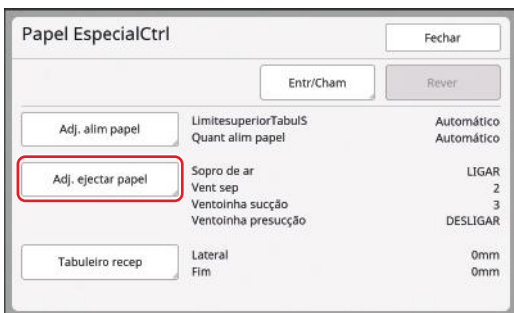 Papel EspecialCtrl
Fechar
Entr/Cham
Rever
Adj. alim papel
LimitesuperiorTabulS Automático
Quant alim papel Automático
Adj. ejectar papel
Sopro de ar LIGAR
Vent sep 2
Ventoinha sucção 3
Ventoinha presucção DESLIGAR
Tabuleiro recep
Lateral 0mm
Fim 0mm